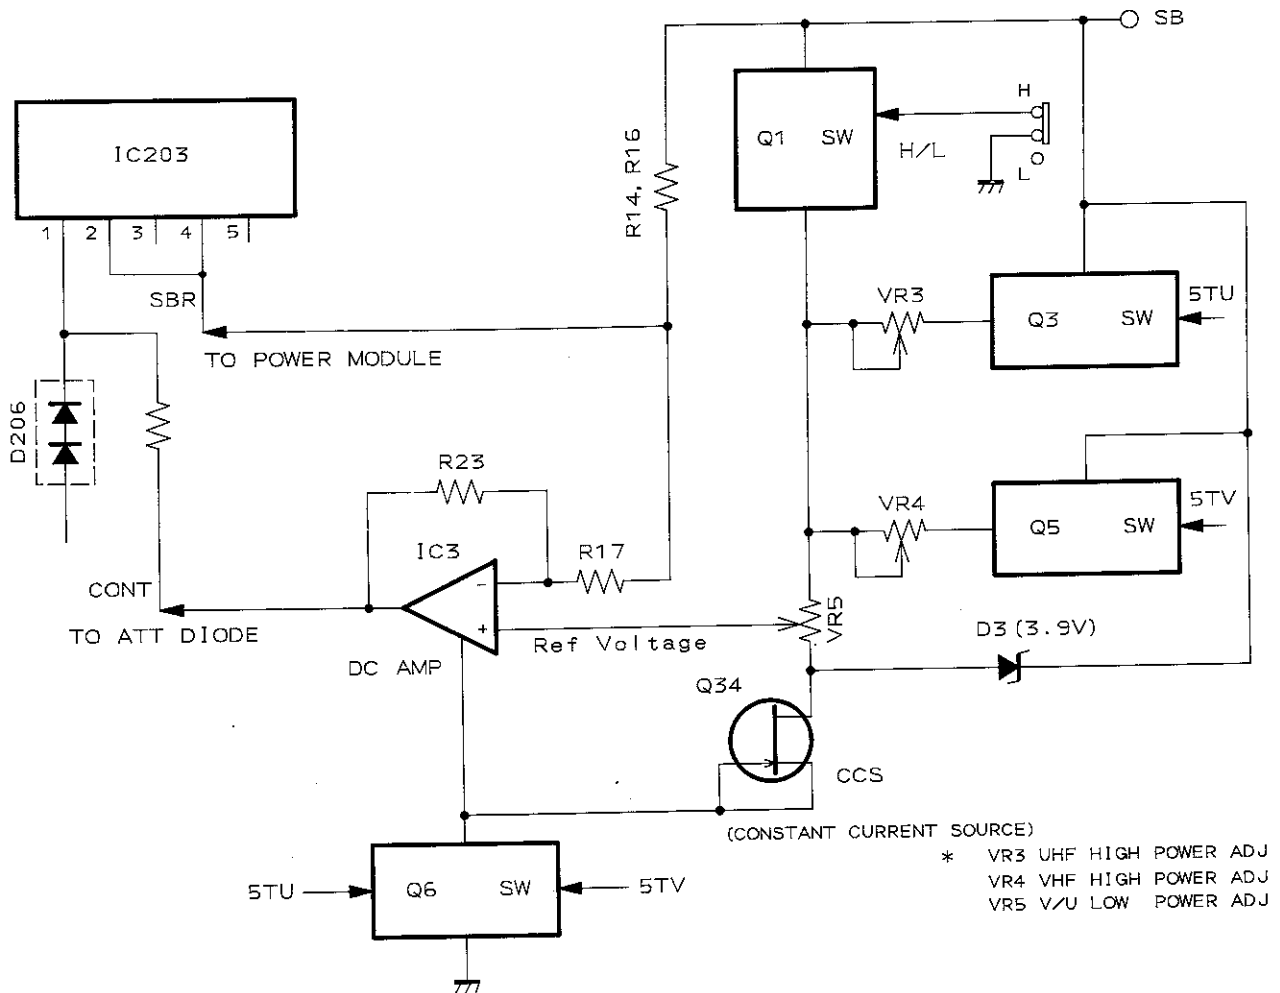 SB
H
Q1 SW
H/L
L
IC203
1 2 3 4 5
R14, R16
SBR
TO POWER MODULE
VR3
5TU
Q3 SW
D206
R23
VR4
5TV
Q5 SW
IC3
R17
-
+
CONT
TO ATT DIODE
Ref Voltage
VR5
D3 (3.9V)
DC AMP
Q34
CCS
(CONSTANT CURRENT SOURCE)
5TU
Q6 SW
5TV
* VR3 UHF HIGH POWER ADJ
VR4 VHF HIGH POWER ADJ
VR5 V/U LOW POWER ADJ